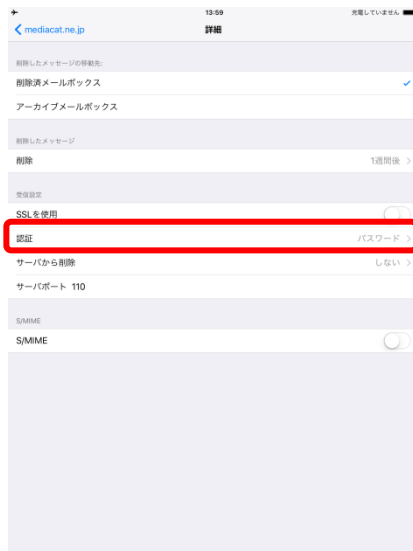 13:59 充電していません
mediacat.ne.jp 詳細
削除したメッセージの移動先:
削除済メールボックス
アーカイブメールボックス
削除したメッセージ
削除 1週間後
受信設定
SSLを使用
認証 パスワード
サーバから削除 しない
サーバポート 110
S/MIME
S/MIME